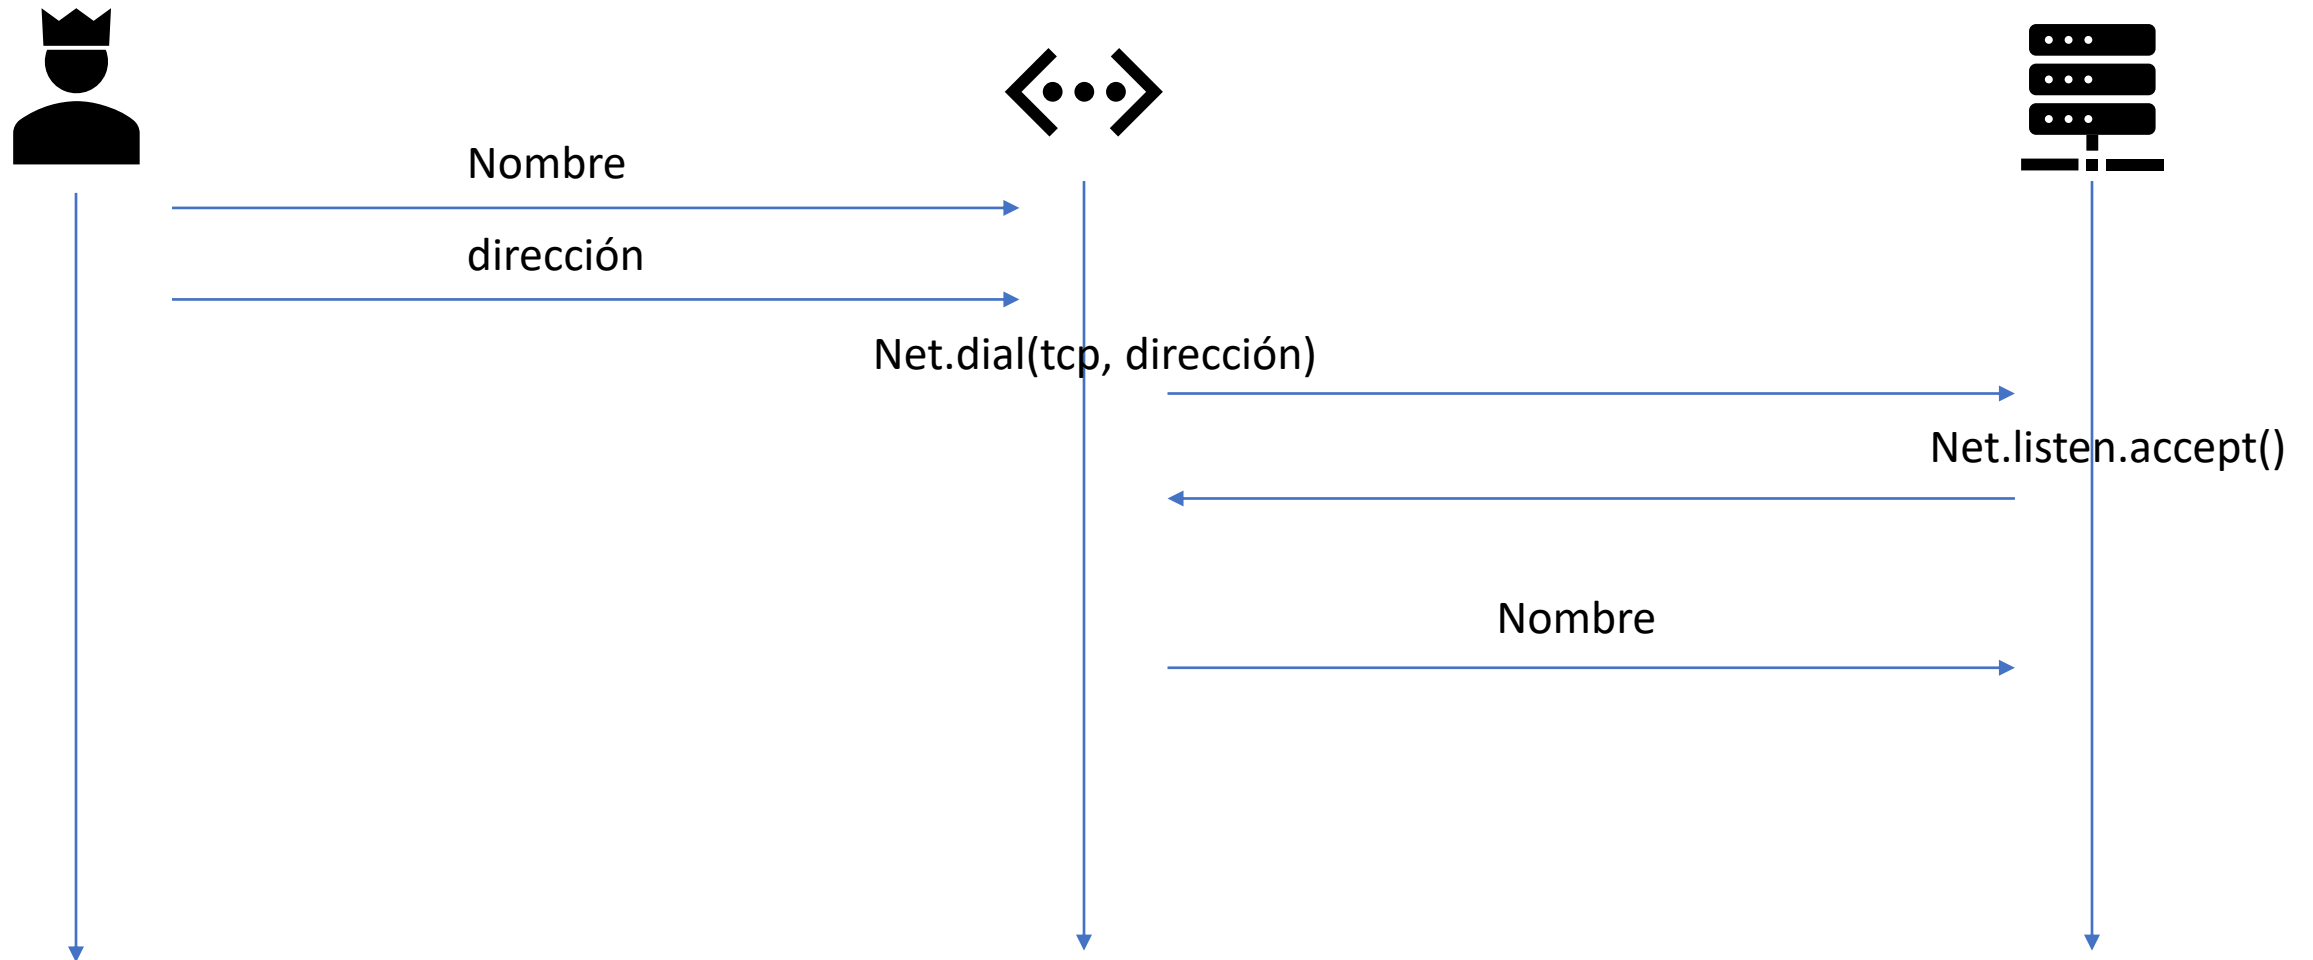 Nombre
dirección
Net.dial(tcp, dirección)
Net.listen.accept()
Nombre